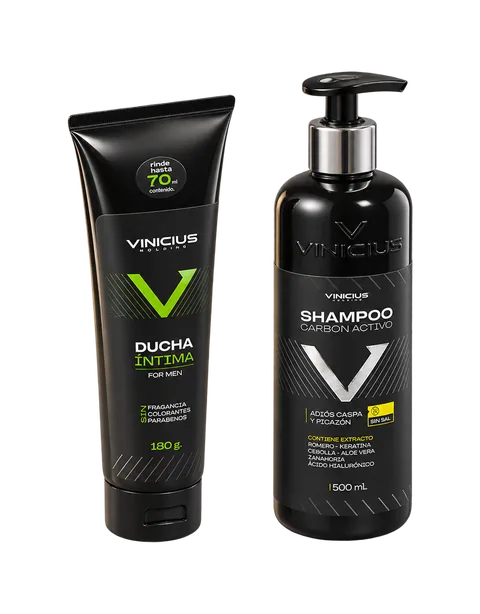 rinde
hasta
70 ml
contenido.
VINICIUS
MOLDING
V
DUCHA
ÍNTIMA
FOR MEN
SIN
FRAGANCIA
COLORANTES
PARABENOS
180 g.
V
VINICIUS
VINICIUS
MOLDING
SHAMPOO
CARBON ACTIVO
V
ADIÓS CASPA
Y PICAZÓN
SIN SAL
CONTIENE EXTRACTO
ROMERO - KERATINA
CEBOLLA - ALOE VERA
ZANAHORIA
ÁCIDO HIALURÓNICO
500 mL